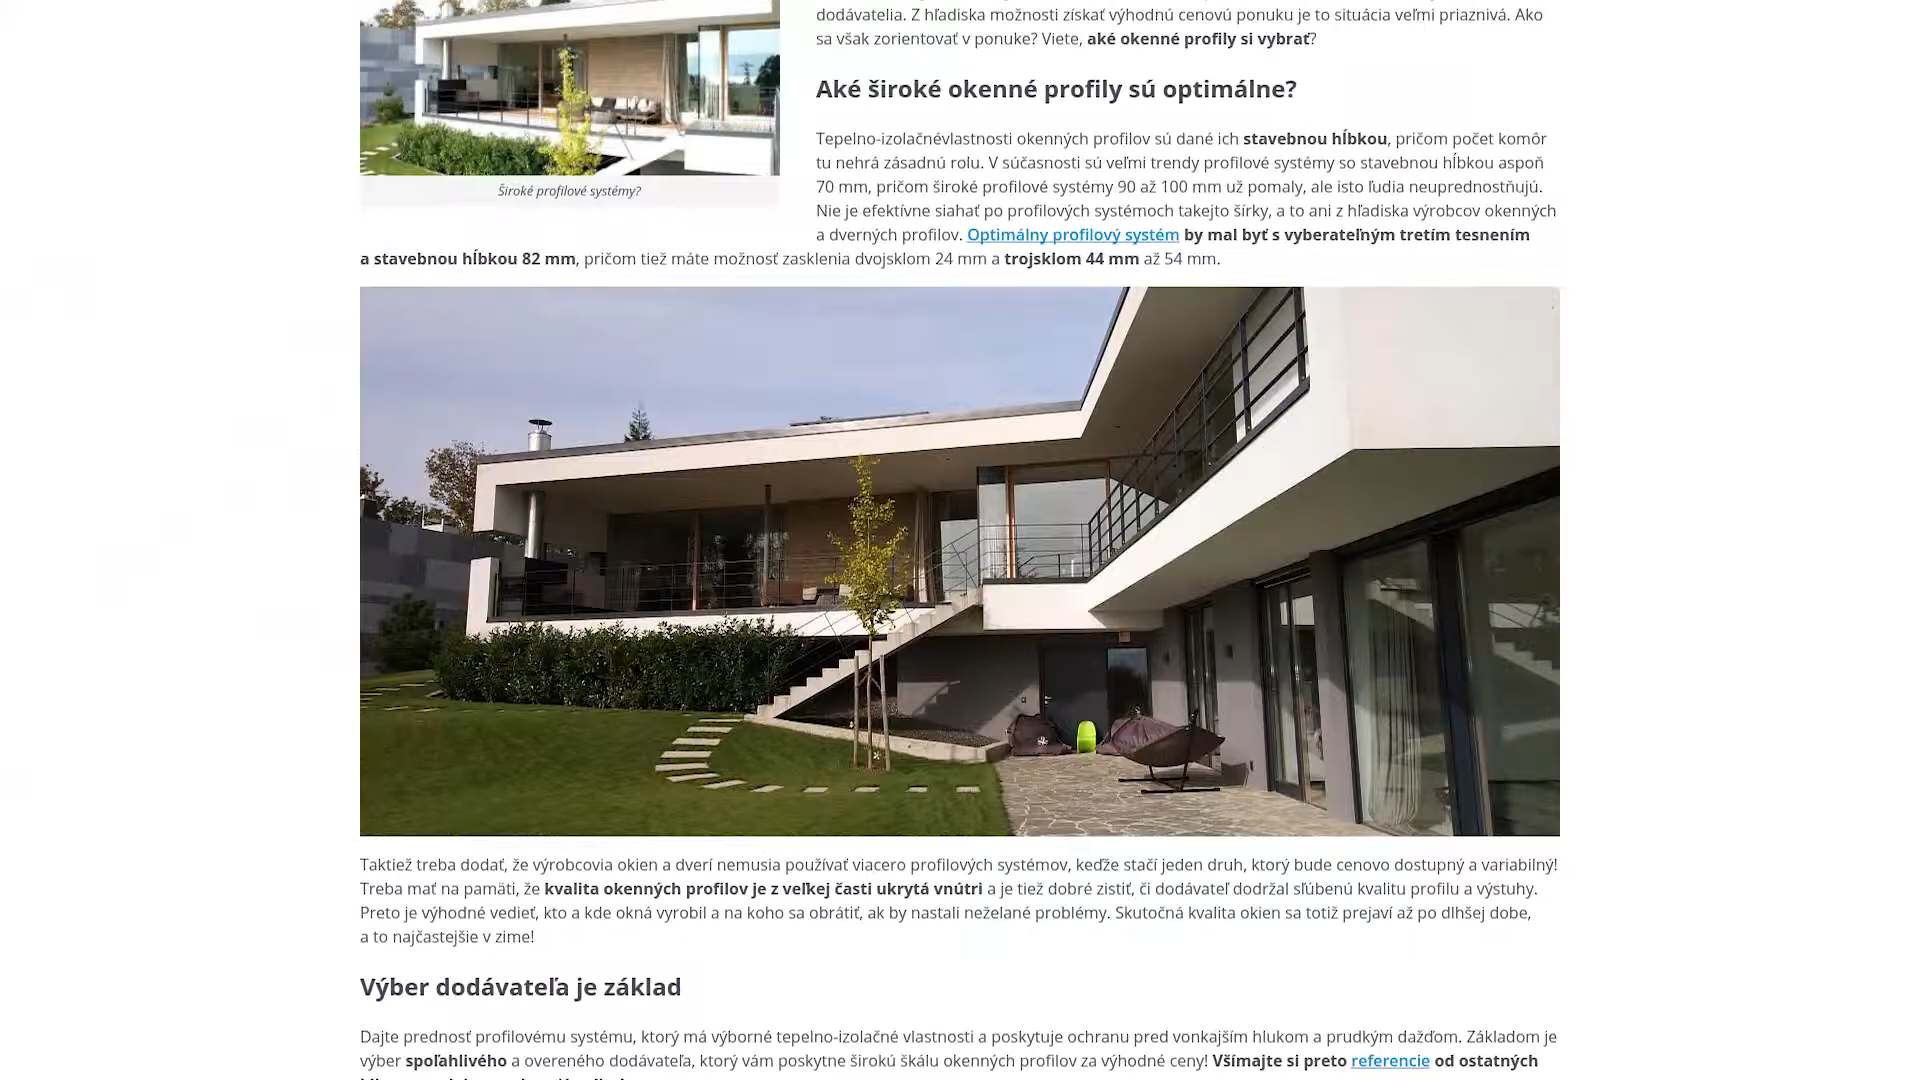 dodávatelia. Z hľadiska možnosti získať výhodnú cenovú ponuku je to situácia veľmi priaznivá. Ako
sa však zorientovať v ponuke? Viete, aké okenné profily si vybrať?
Aké široké okenné profily sú optimálne?
Tepelno-izolačnévlastnosti okenných profilov sú dané ich stavebnou hĺbkou, pričom počet komôr
tu nehrá zásadnú rolu. V súčasnosti sú veľmi trendy profilové systémy so stavebnou hĺbkou aspoň
70 mm, pričom široké profilové systémy 90 až 100 mm už pomaly, ale isto ľudia neuprednostňujú.
Široké profilové systémy?
Nie je efektívne siahať po profilových systémoch takejto šírky, a to ani z hľadiska výrobcov okenných
a dverných profilov. Optimálny profilový systém by mal byť s vyberateľným tretím tesnením
a stavebnou hĺbkou 82 mm, pričom tiež máte možnosť zasklenia dvojsklom 24 mm a trojsklom 44 mm až 54 mm.
Taktiež treba dodať, že výrobcovia okien a dverí nemusia používať viacero profilových systémov, keďže stačí jeden druh, ktorý bude cenovo dostupný a variabilný!
Treba mať na pamäti, že kvalita okenných profilov je z veľkej časti ukrytá vnútri a je tiež dobré zistiť, či dodávateľ dodržal sľúbenú kvalitu profilu a výstuhy.
Preto je výhodné vedieť, kto a kde okná vyrobil a na koho sa obrátiť, ak by nastali neželané problémy. Skutočná kvalita okien sa totiž prejaví až po dlhšej dobe,
a to najčastejšie v zime!
Výber dodávateľa je základ
Dajte prednosť profilovému systému, ktorý má výborné tepelno-izolačné vlastnosti a poskytuje ochranu pred vonkajším hlukom a prudkým dažďom. Základom je
výber spoľahlivého a overeného dodávateľa, ktorý vám poskytne širokú škálu okenných profilov za výhodné ceny! Všímajte si preto referencie od ostatných